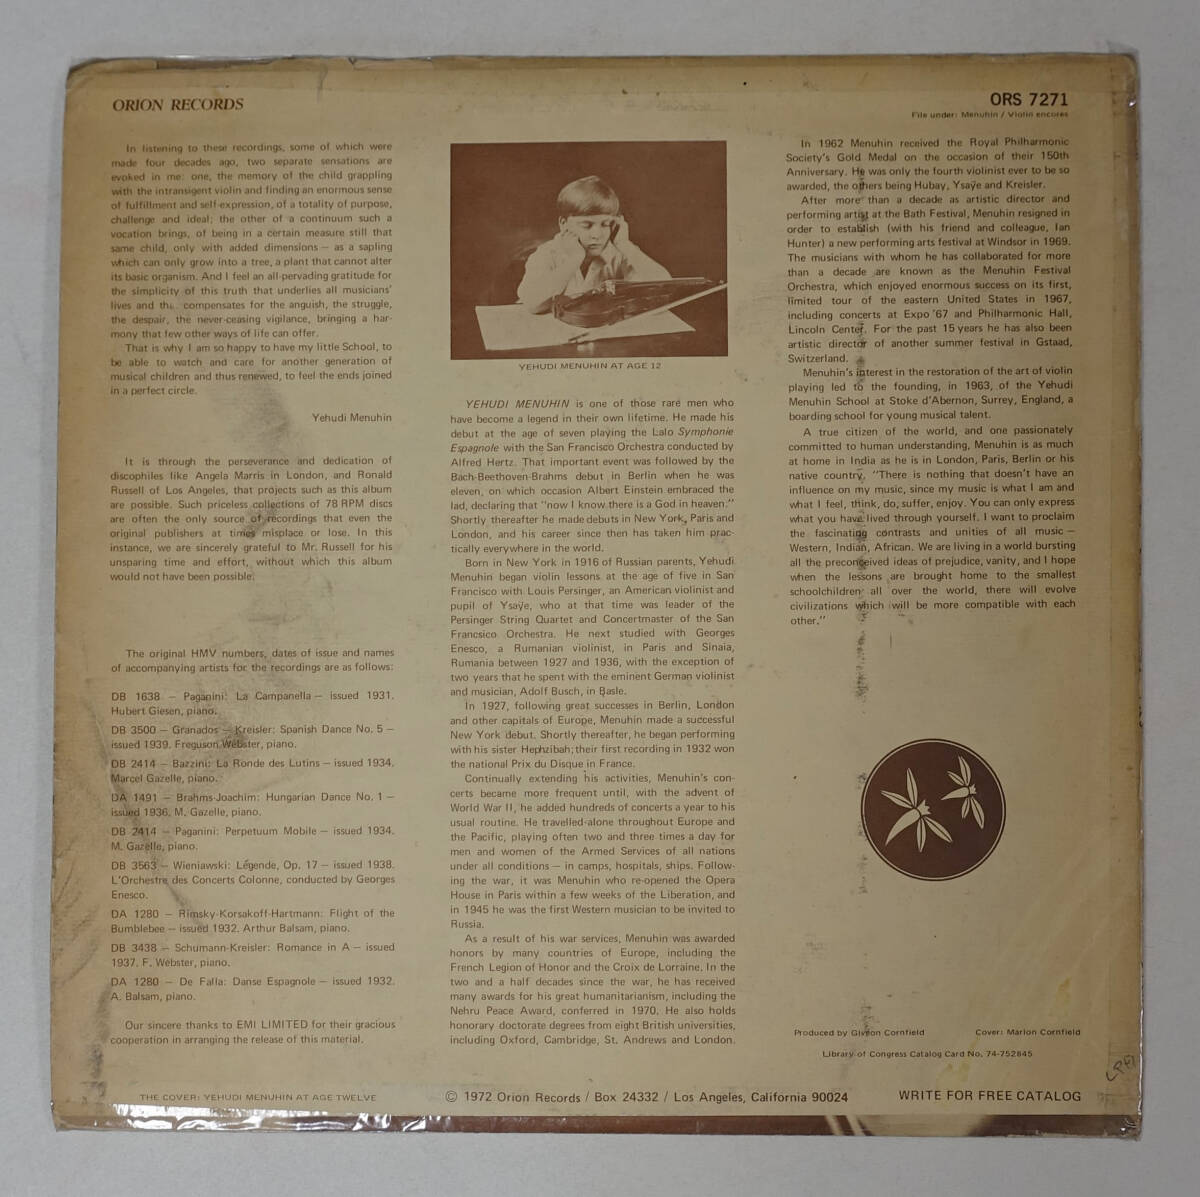 ORION RECORDS
ORS 7271
File under: Menuhin / Violin encores
In listening to these recordings, some of which were
made four decades ago, two separate sensations are
evoked in me: one, the memory of the child grappling
with the intransigent violin and finding an enormous sense
of fulfillment and self-expression, of a totality of purpose,
challenge and ideal; the other of a continuum such a
vocation brings, of being in a certain measure still that
same child, only with added dimensions — as a sapling
which can only grow into a tree, a plant that cannot alter
its basic organism. And I feel an all-pervading gratitude for
the simplicity of this truth that underlies all musicians'
lives and compensates for the anguish, the struggle,
the despair, the never-ceasing vigilance, bringing a har-
mony that few other ways of life can offer.
That is why I am so happy to have my little School, to
be able to watch and care for another generation of
musical children and thus renewed, to feel the ends joined
in a perfect circle.
Yehudi Menuhin
It is through the perseverance and dedication of
discophiles like Angela Marris in London, and Ronald
Russell of Los Angeles, that projects such as this album
are possible. Such priceless collections of 78 RPM discs
are often the only source of recordings that even the
original publishers at times misplace or lose. In this
instance, we are sincerely grateful to Mr. Russell for his
unsparing time and effort, without which this album
would not have been possible.
The original HMV numbers, dates of issue and names
of accompanying artists for the recordings are as follows:
DB 1638 — Paganini: La Campanella — issued 1931.
Hubert Giesen, piano.
DB 3500 — Granados — Kreisler: Spanish Dance No. 5 —
issued 1939. Freguson Webster, piano.
DB 2414 — Bazzini: La Ronde des Lutins — issued 1934.
Marcel Gazelle, piano.
DA 1491 — Brahms-Joachim: Hungarian Dance No. 1 —
issued 1936. M. Gazelle, piano.
DB 2414 — Paganini: Perpetuum Mobile — issued 1934.
M. Gazelle, piano.
DB 3563 — Wieniawski: Légende, Op. 17 — issued 1938.
L'Orchestre des Concerts Colonne, conducted by Georges
Enesco.
DA 1280 — Rimsky-Korsakoff-Hartmann: Flight of the
Bumblebee — issued 1932. Arthur Balsam, piano.
DB 3438 — Schumann-Kreisler: Romance in A — issued
1937. F. Webster, piano.
DA 1280 — De Falla: Danse Espagnole — issued 1932.
A. Balsam, piano.
Our sincere thanks to EMI LIMITED for their gracious
cooperation in arranging the release of this material.
THE COVER: YEHUDI MENUHIN AT AGE TWELVE
YEHUDI MENUHIN AT AGE 12
YEHUDI MENUHIN is one of those rare men who
have become a legend in their own lifetime. He made his
debut at the age of seven playing the Lalo Symphonie
Espagnole with the San Francisco Orchestra conducted by
Alfred Hertz. That important event was followed by the
Bach-Beethoven-Brahms debut in Berlin when he was
eleven, on which occasion Albert Einstein embraced the
lad, declaring that "now I know there is a God in heaven."
Shortly thereafter he made debuts in New York, Paris and
London, and his career since then has taken him prac-
tically everywhere in the world.
Born in New York in 1916 of Russian parents, Yehudi
Menuhin began violin lessons at the age of five in San
Francisco with Louis Persinger, an American violinist and
pupil of Ysaÿe, who at that time was leader of the
Persinger String Quartet and Concertmaster of the San
Francsico Orchestra. He next studied with Georges
Enesco, a Rumanian violinist, in Paris and Sinaia,
Rumania between 1927 and 1936, with the exception of
two years that he spent with the eminent German violinist
and musician, Adolf Busch, in Basle.
In 1927, following great successes in Berlin, London
and other capitals of Europe, Menuhin made a successful
New York debut. Shortly thereafter, he began performing
with his sister Hephzibah; their first recording in 1932 won
the national Prix du Disque in France.
Continually extending his activities, Menuhin's con-
certs became more frequent until, with the advent of
World War II, he added hundreds of concerts a year to his
usual routine. He travelled-alone throughout Europe and
the Pacific, playing often two and three times a day for
men and women of the Armed Services of all nations
under all conditions — in camps, hospitals, ships. Follow-
ing the war, it was Menuhin who re-opened the Opera
House in Paris within a few weeks of the Liberation, and
in 1945 he was the first Western musician to be invited to
Russia.
As a result of his war services, Menuhin was awarded
honors by many countries of Europe, including the
French Legion of Honor and the Croix de Lorraine. In the
two and a half decades since the war, he has received
many awards for his great humanitarianism, including the
Nehru Peace Award, conferred in 1970. He also holds
honorary doctorate degrees from eight British universities,
including Oxford, Cambridge, St. Andrews and London.
© 1972 Orion Records / Box 24332 / Los Angeles, California 90024
In 1962 Menuhin received the Royal Philharmonic
Society's Gold Medal on the occasion of their 150th
Anniversary. He was only the fourth violinist ever to be so
awarded, the others being Hubay, Ysaÿe and Kreisler.
After more than a decade as artistic director and
performing artist at the Bath Festival, Menuhin resigned in
order to establish (with his friend and colleague, Ian
Hunter) a new performing arts festival at Windsor in 1969.
The musicians with whom he has collaborated for more
than a decade are known as the Menuhin Festival
Orchestra, which enjoyed enormous success on its first,
limited tour of the eastern United States in 1967,
including concerts at Expo '67 and Philharmonic Hall,
Lincoln Center. For the past 15 years he has also been
artistic director of another summer festival in Gstaad,
Switzerland.
Menuhin's interest in the restoration of the art of violin
playing led to the founding, in 1963, of the Yehudi
Menuhin School at Stoke d'Abernon, Surrey, England, a
boarding school for young musical talent.
A true citizen of the world, and one passionately
committed to human understanding, Menuhin is as much
at home in India as he is in London, Paris, Berlin or his
native country. "There is nothing that doesn't have an
influence on my music, since my music is what I am and
what I feel, think, do, suffer, enjoy. You can only express
what you have lived through yourself. I want to proclaim
the fascinating contrasts and unities of all music —
Western, Indian, African. We are living in a world bursting
all the preconceived ideas of prejudice, vanity, and I hope
when the lessons are brought home to the smallest
schoolchildren all over the world, there will evolve
civilizations which will be more compatible with each
other."
Produced by Giveon Cornfield
Cover: Marion Cornfield
Library of Congress Catalog Card No. 74-752845
WRITE FOR FREE CATALOG